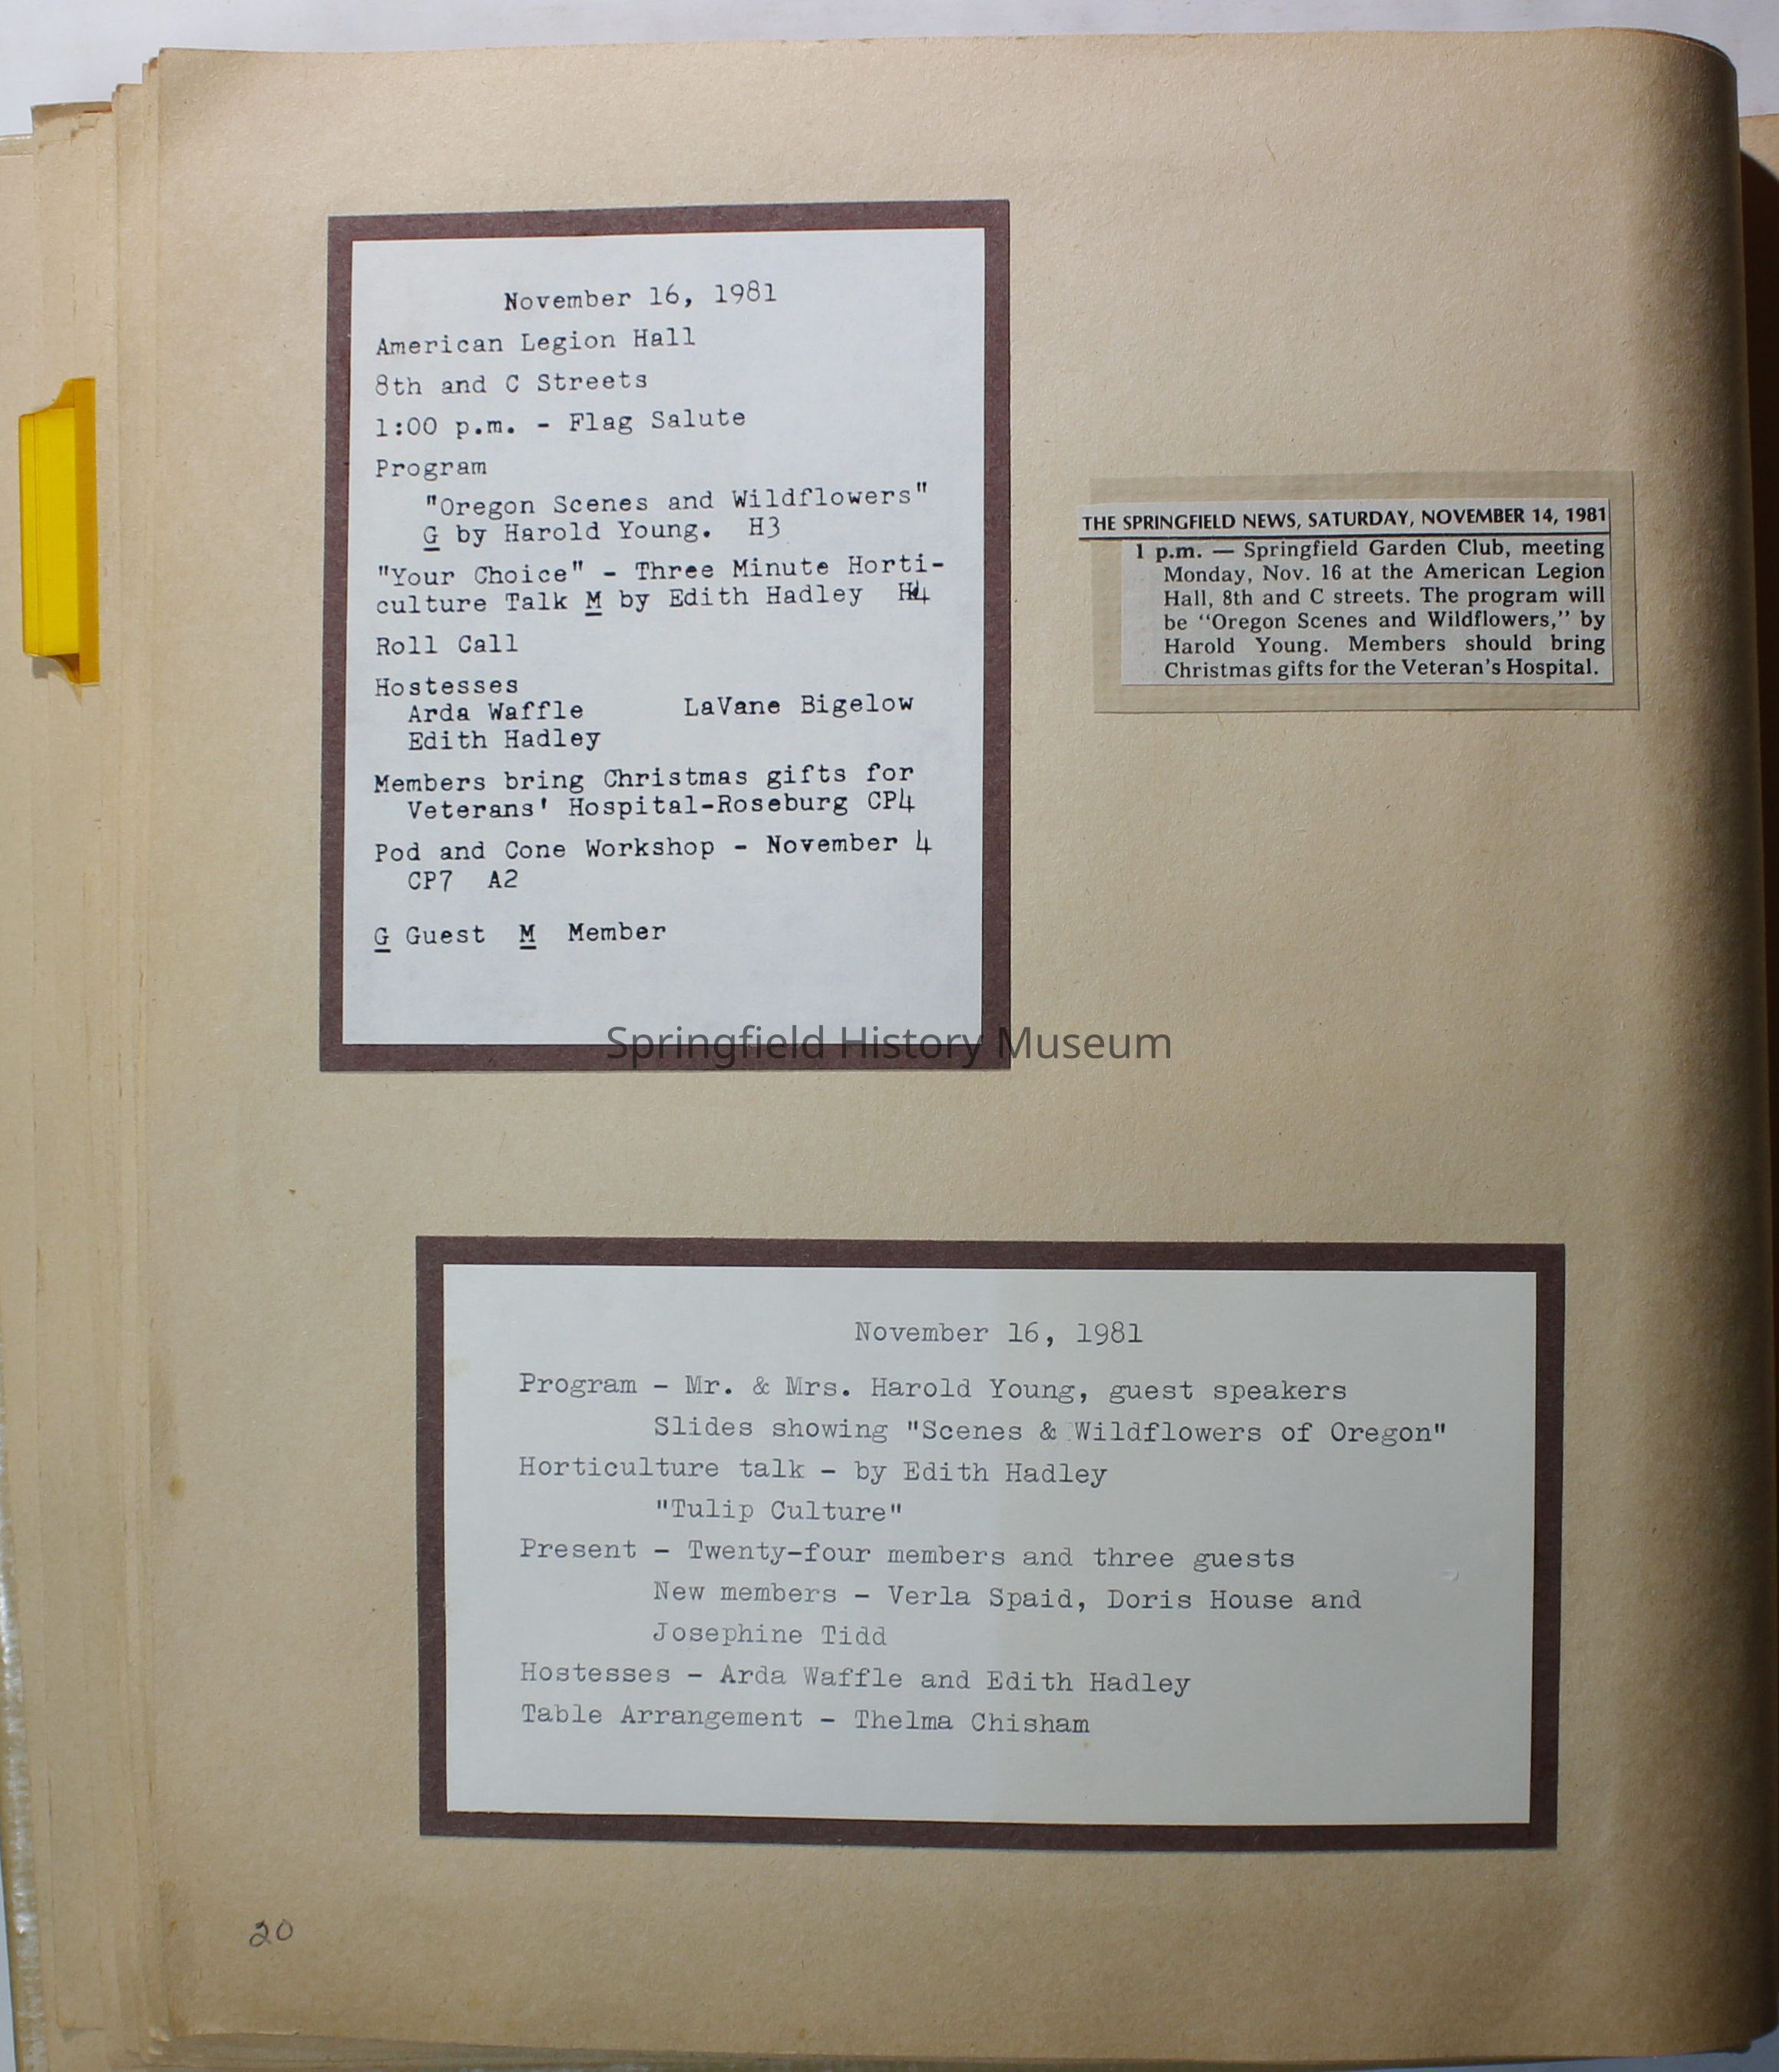 November 16, 1981
American Legion Hall
8th and C Streets
1:00 p.m. - Flag Salute
Program
"Oregon Scenes and Wildflowers"
G by Harold Young. H3
"Your Choice" - Three Minute Horti-
culture Talk M by Edith Hadley H4
Roll Call
Hostesses
Arda Waffle LaVane Bigelow
Edith Hadley
Members bring Christmas gifts for
Veterans' Hospital-Roseburg CP4
Pod and Cone Workshop - November 4
CP7 A2
G Guest M Member
THE SPRINGFIELD NEWS, SATURDAY, NOVEMBER 14, 1981
1 p.m. — Springfield Garden Club, meeting
Monday, Nov. 16 at the American Legion
Hall, 8th and C streets. The program will
be "Oregon Scenes and Wildflowers," by
Harold Young. Members should bring
Christmas gifts for the Veteran's Hospital.
Springfield History Museum
November 16, 1981
Program - Mr. & Mrs. Harold Young, guest speakers
Slides showing "Scenes & Wildflowers of Oregon"
Horticulture talk - by Edith Hadley
"Tulip Culture"
Present - Twenty-four members and three guests
New members - Verla Spaid, Doris House and
Josephine Tidd
Hostesses - Arda Waffle and Edith Hadley
Table Arrangement - Thelma Chisham
20